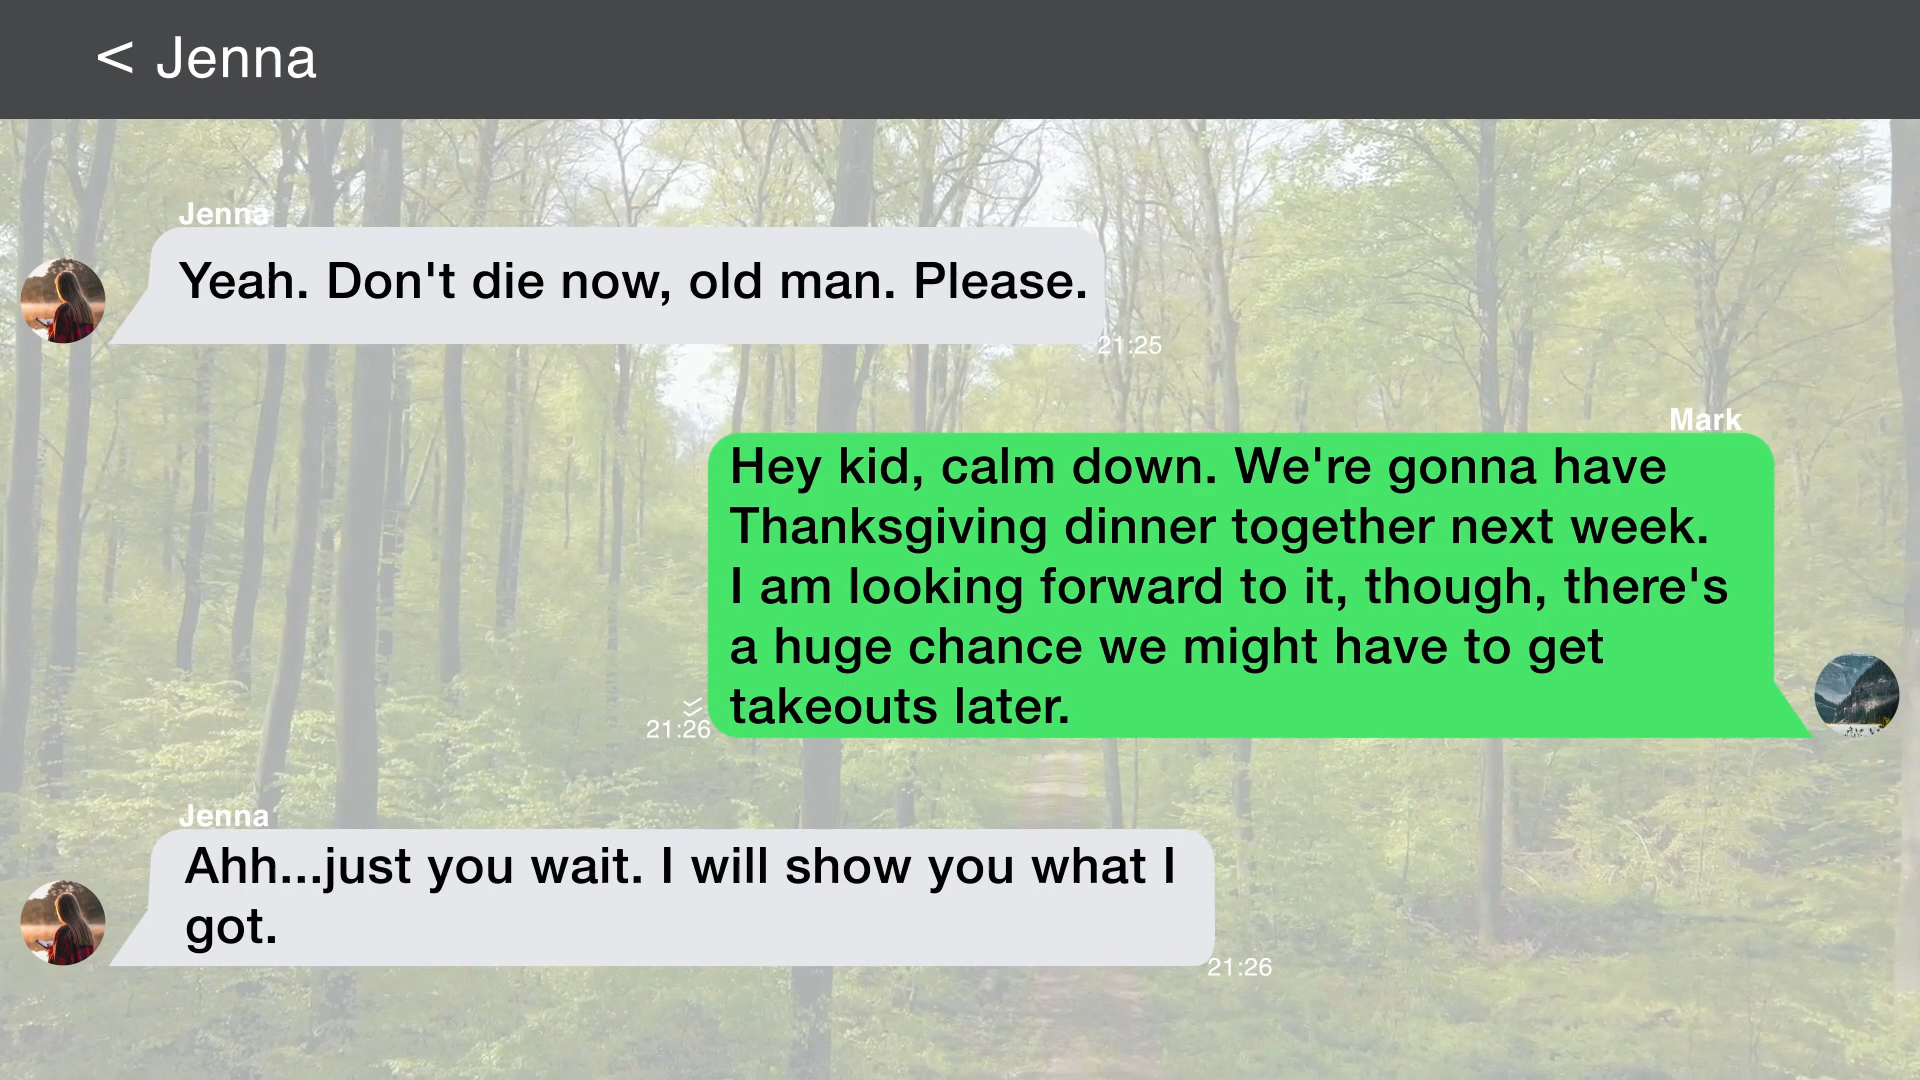 < Jenna
Jenna
Yeah. Don't die now, old man. Please.
21:25
Mark
Hey kid, calm down. We're gonna have
Thanksgiving dinner together next week.
I am looking forward to it, though, there's
a huge chance we might have to get
takeouts later.
21:26
Jenna
Ahh...just you wait. I will show you what I
got.
21:26